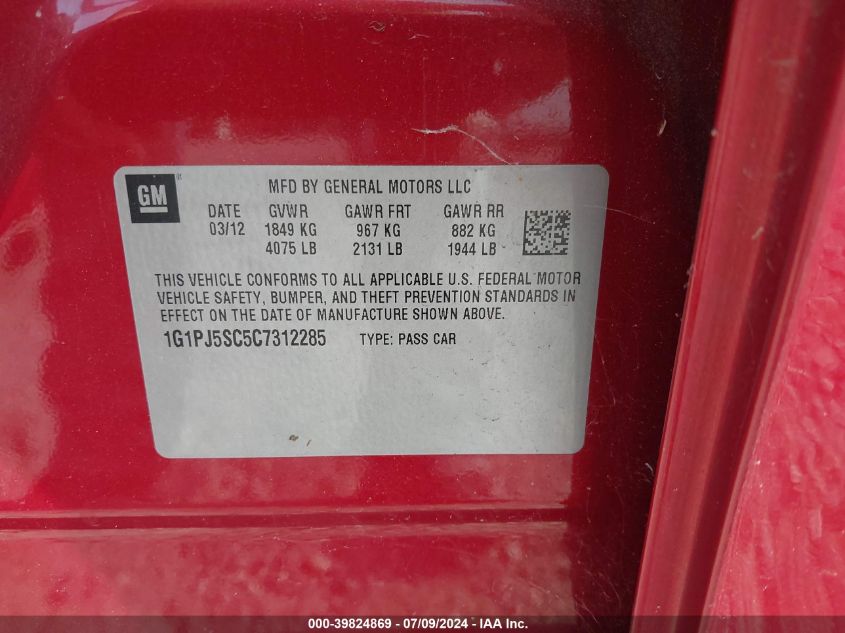 GM
MFD BY GENERAL MOTORS LLC
DATE GVWR GAWR FRT GAWR RR
03/12 1849 KG 967 KG 882 KG
4075 LB 2131 LB 1944 LB
THIS VEHICLE CONFORMS TO ALL APPLICABLE U.S. FEDERAL MOTOR
VEHICLE SAFETY, BUMPER, AND THEFT PREVENTION STANDARDS IN
EFFECT ON THE DATE OF MANUFACTURE SHOWN ABOVE.
1G1PJ5SC5C7312285 TYPE: PASS CAR
000-39824869 - 07/09/2024 - IAA Inc.